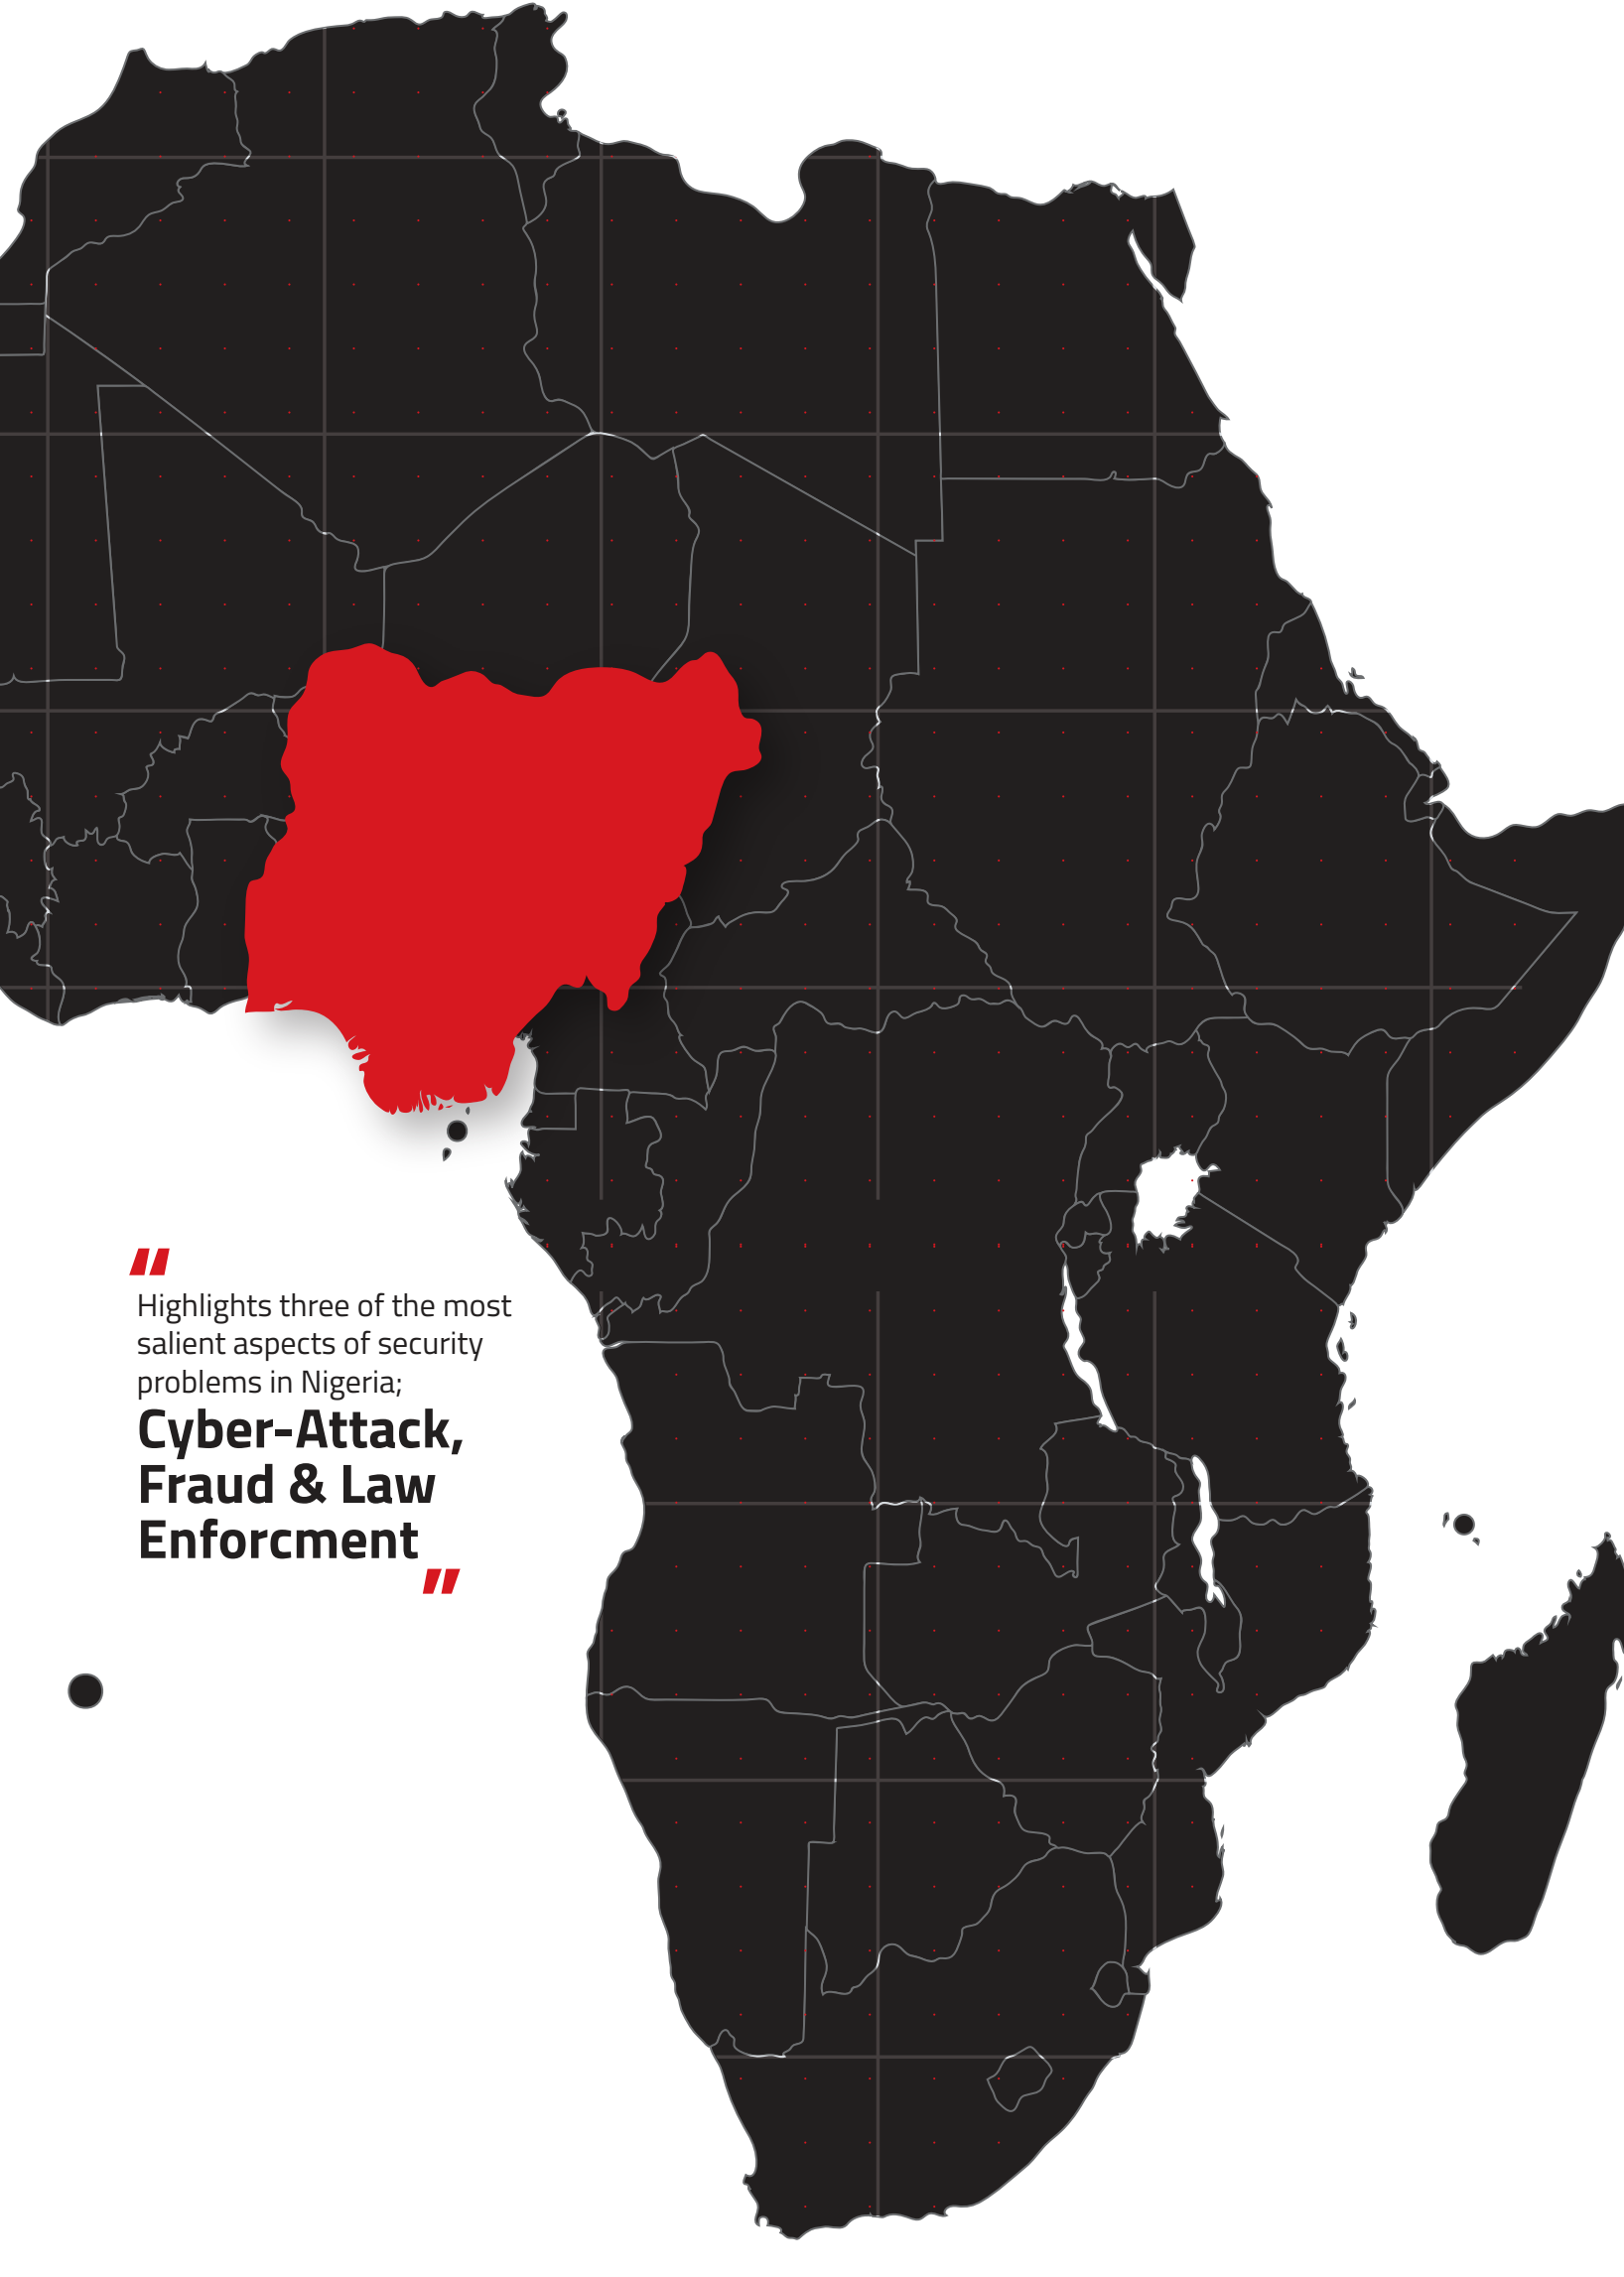 "
Highlights three of the most
salient aspects of security
problems in Nigeria;
Cyber-Attack,
Fraud & Law
Enforcment
"